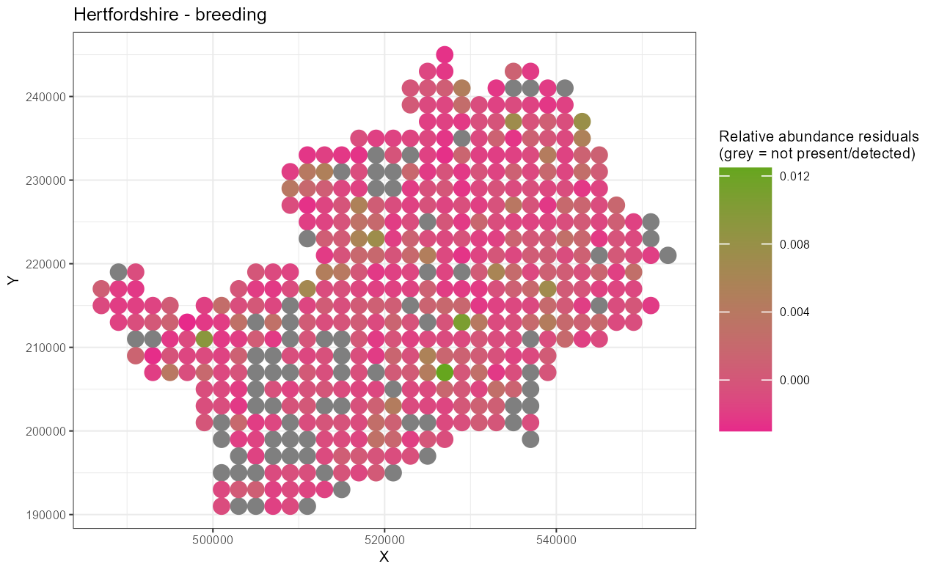 Hertfordshire - breeding
Relative abundance residuals
(grey = not present/detected)
0.012
0.008
0.004
0.000
Y
240000
230000
220000
210000
200000
190000
500000
520000
540000
X